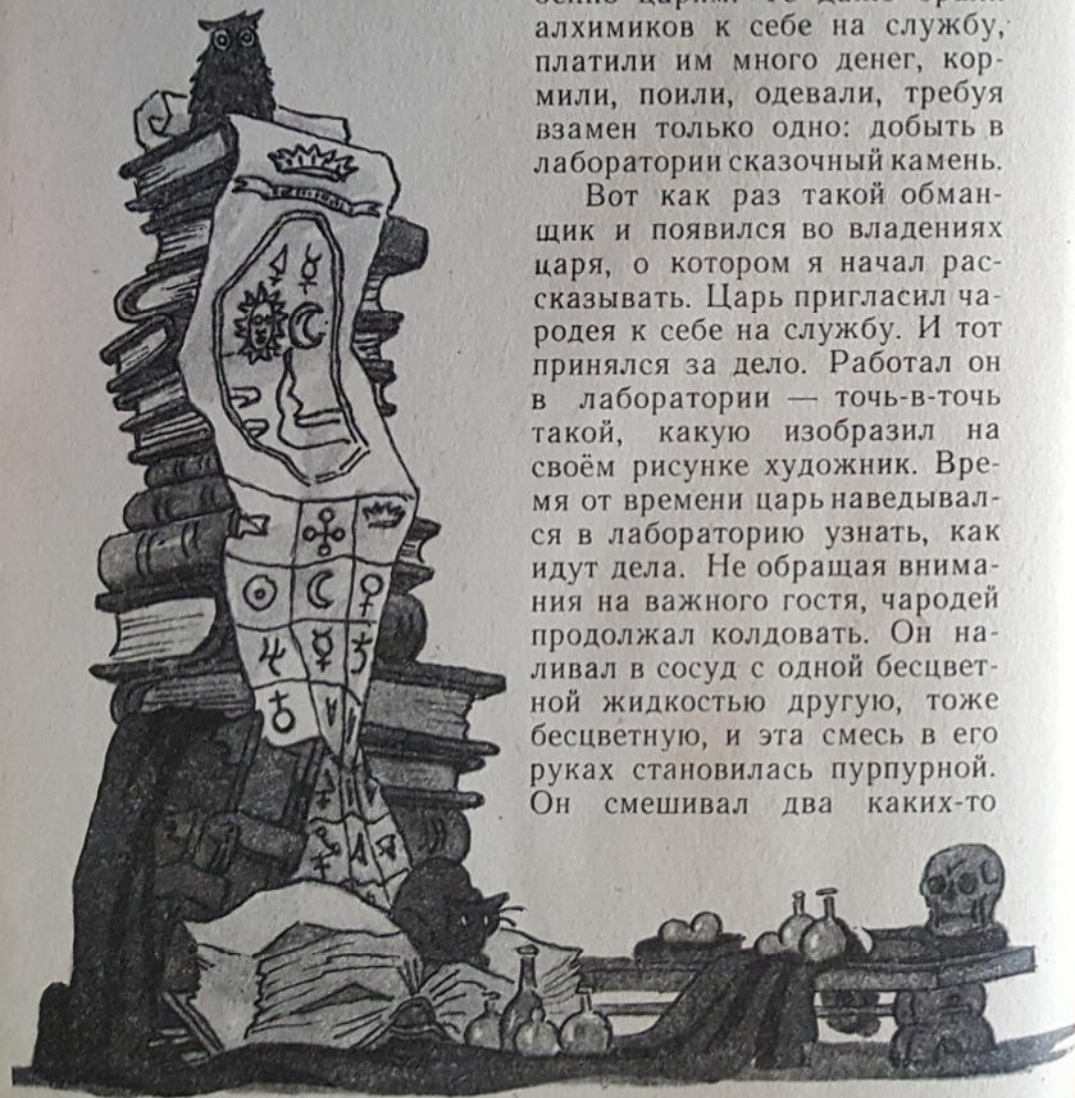 алхимиков к себе на службу,
платили им много денег, кор-
мили, поили, одевали, требуя
взамен только одно: добыть в
лаборатории сказочный камень.
Вот как раз такой обман-
щик и появился во владениях
царя, о котором я начал рас-
сказывать. Царь пригласил ча-
родея к себе на службу. И тот
принялся за дело. Работал он
в лаборатории — точь-в-точь
такой, какую изобразил на
своём рисунке художник. Вре-
мя от времени царь наведывал-
ся в лабораторию узнать, как
идут дела. Не обращая внима-
ния на важного гостя, чародей
продолжал колдовать. Он на-
ливал в сосуд с одной бесцвет-
ной жидкостью другую, тоже
бесцветную, и эта смесь в его
руках становилась пурпурной.
Он смешивал два каких-то